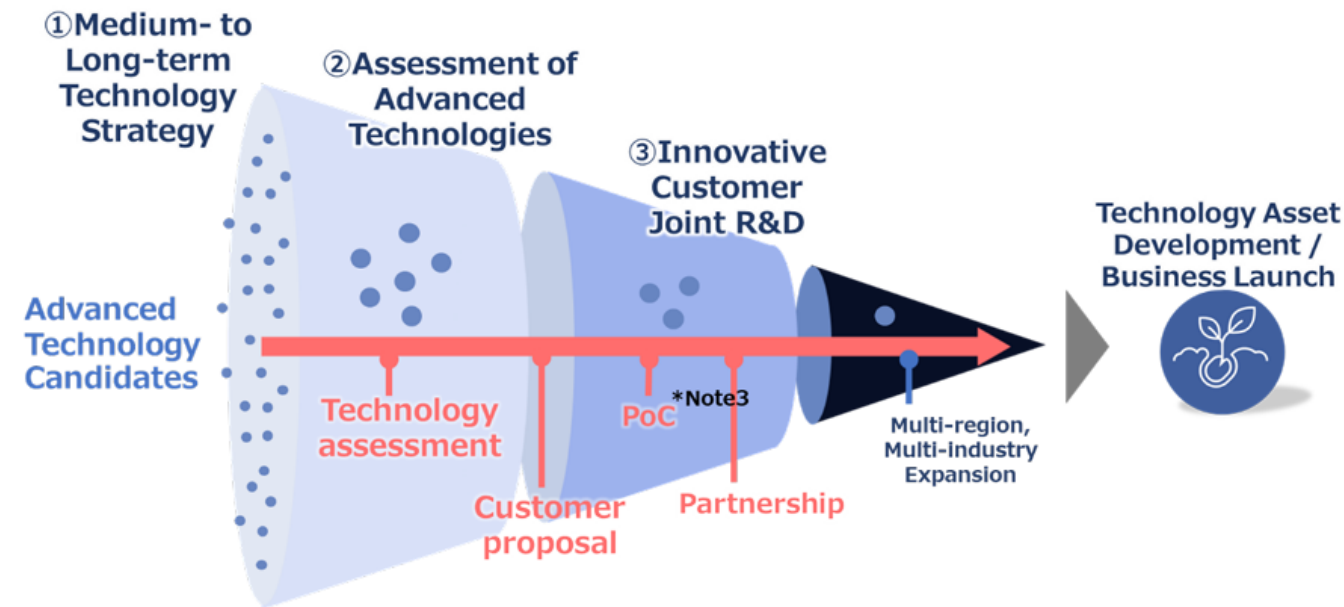 ①Medium- to
Long-term
Technology
Strategy
②Assessment of
Advanced
Technologies
③Innovative
Customer
Joint R&D
Technology Asset
Development /
Business Launch
Advanced
Technology
Candidates
Technology
assessment
Customer
proposal
PoC
*Note3
Partnership
Multi-region,
Multi-industry
Expansion